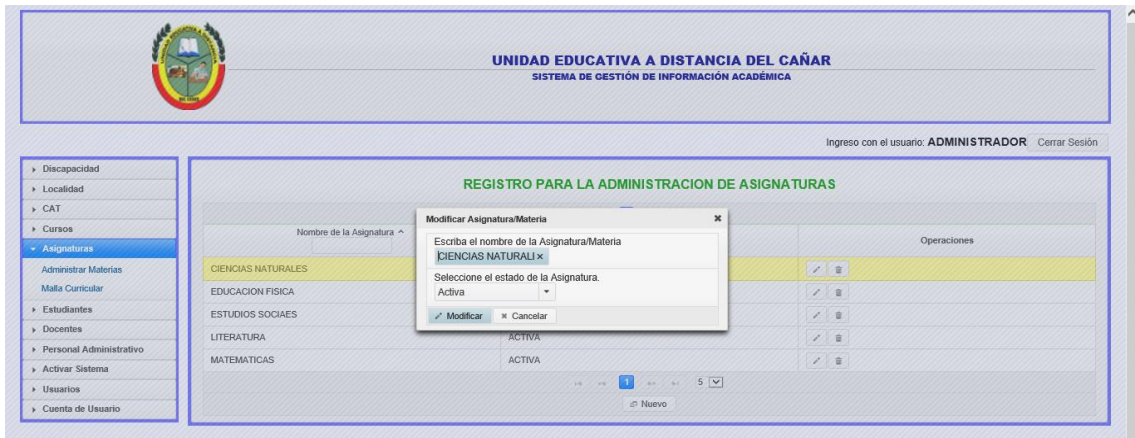 UNIDAD EDUCATIVA A DISTANCIA DEL CAÑAR
SISTEMA DE GESTIÓN DE INFORMACIÓN ACADÉMICA
Ingreso con el usuario: ADMINISTRADOR Cerrar Sesión
Discapacidad
Localidad
CAT
Cursos
Asignaturas
Administrar Materias
Malla Curricular
Estudiantes
Docentes
Personal Administrativo
Activar Sistema
Usuarios
Cuenta de Usuario
REGISTRO PARA LA ADMINISTRACION DE ASIGNATURAS
Nombre de la Asignatura
Operaciones
CIENCIAS NATURALES
EDUCACION FISICA
ESTUDIOS SOCIAES
LITERATURA ACTIVA
MATEMATICAS ACTIVA
1 5
Nuevo
Modificar Asignatura/Materia
Escriba el nombre de la Asignatura/Materia
CIENCIAS NATURALI
Seleccione el estado de la Asignatura.
Activa
Modificar Cancelar